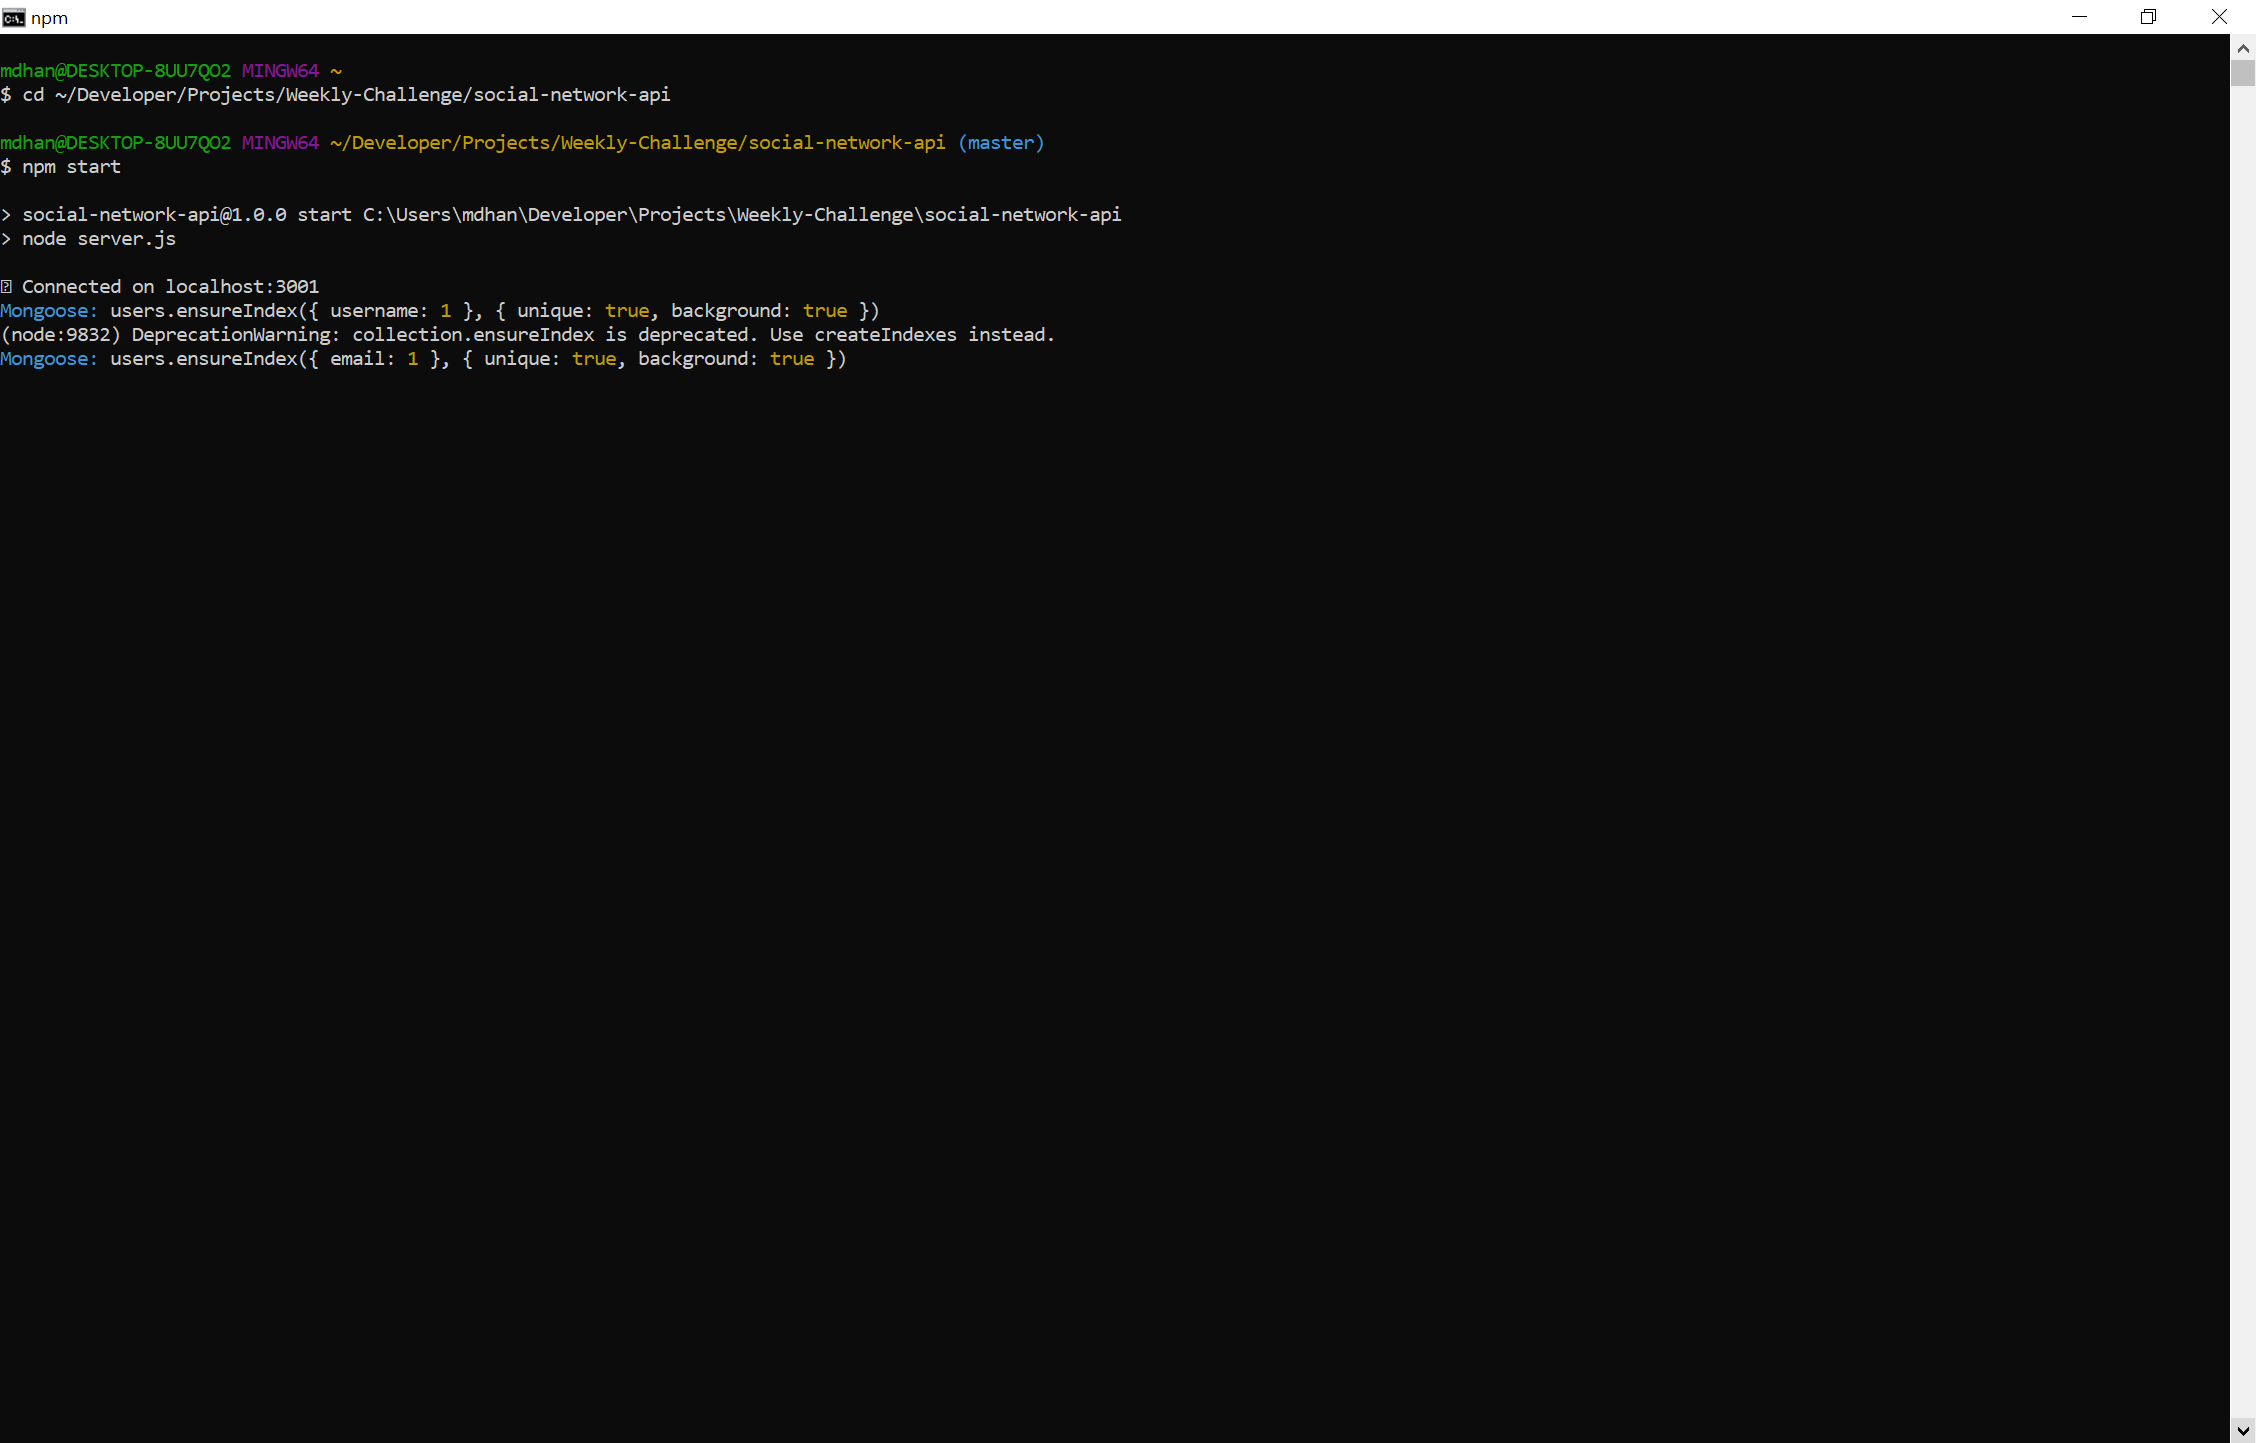 npm
mdhan@DESKTOP-8UU7QO2 MINGW64 ~
$ cd ~/Developer/Projects/Weekly-Challenge/social-network-api
mdhan@DESKTOP-8UU7QO2 MINGW64 ~/Developer/Projects/Weekly-Challenge/social-network-api (master)
$ npm start
> social-network-api@1.0.0 start C:\Users\mdhan\Developer\Projects\Weekly-Challenge\social-network-api
> node server.js
⍰ Connected on localhost:3001
Mongoose: users.ensureIndex({ username: 1 }, { unique: true, background: true })
(node:9832) DeprecationWarning: collection.ensureIndex is deprecated. Use createIndexes instead.
Mongoose: users.ensureIndex({ email: 1 }, { unique: true, background: true })